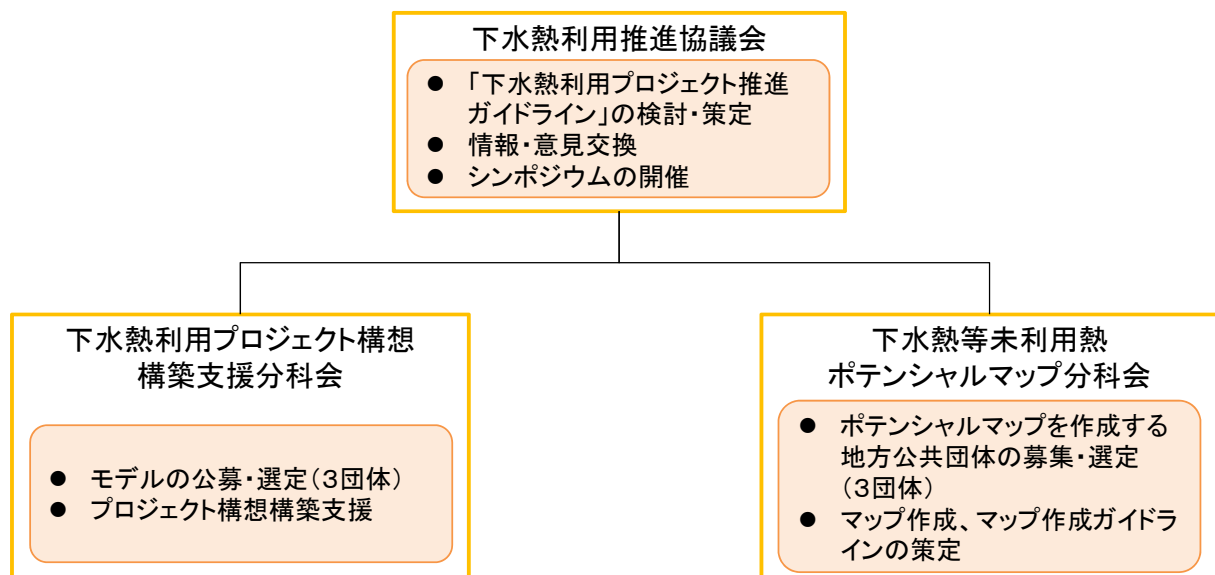 下水熱利用推進協議会
● 「下水熱利用プロジェクト推進
ガイドライン」の検討・策定
● 情報・意見交換
● シンポジウムの開催
下水熱利用プロジェクト構想
構築支援分科会
● モデルの公募・選定(3団体)
● プロジェクト構想構築支援
下水熱等未利用熱
ポテンシャルマップ分科会
● ポテンシャルマップを作成する
地方公共団体の募集・選定
(3団体)
● マップ作成、マップ作成ガイドラ
インの策定